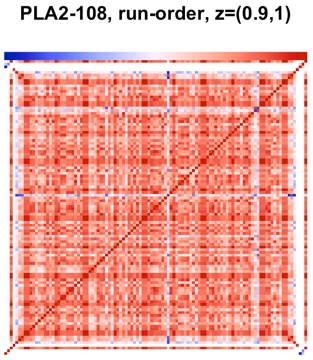 PLA2-108, run-order, z=(0.9,1)